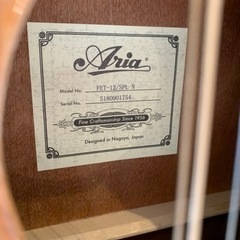 Aria®
Model No. FET-12/SPL/N
Serial No. S180901754
Fine Craftsmanship Since 1956
Designed in Nagoya, Japan